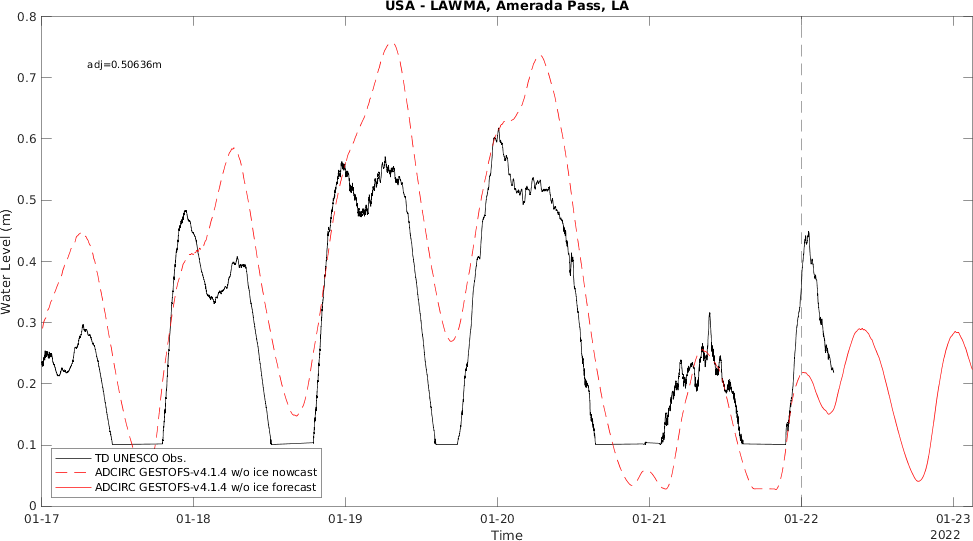 USA - LAWMA, Amerada Pass, LA
adj=0.50636m
Water Level (m)
0.8
0.7
0.6
0.5
0.4
0.3
0.2
0.1
0
TD UNESCO Obs.
ADCIRC GESTOFS-v4.1.4 w/o ice nowcast
ADCIRC GESTOFS-v4.1.4 w/o ice forecast
01-17 01-18 01-19 01-20 01-21 01-22 01-23
Time
2022